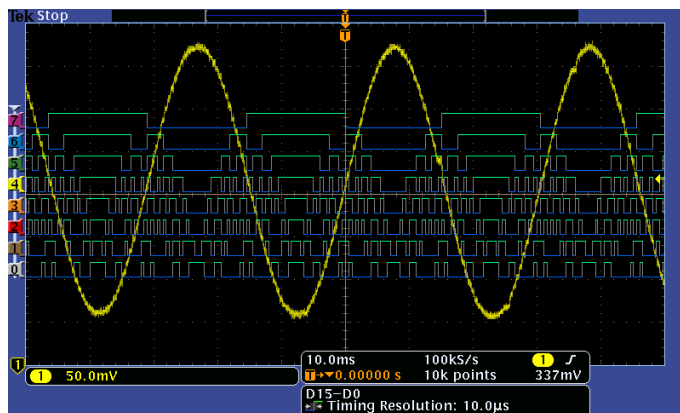 Tek Stop
T
T
7
6
5
4
3
2
1
0
1
1 50.0mV
10.0ms 100kS/s 1
T→▼0.00000 s 10k points 337mV
D15-D0
Timing Resolution: 10.0µs